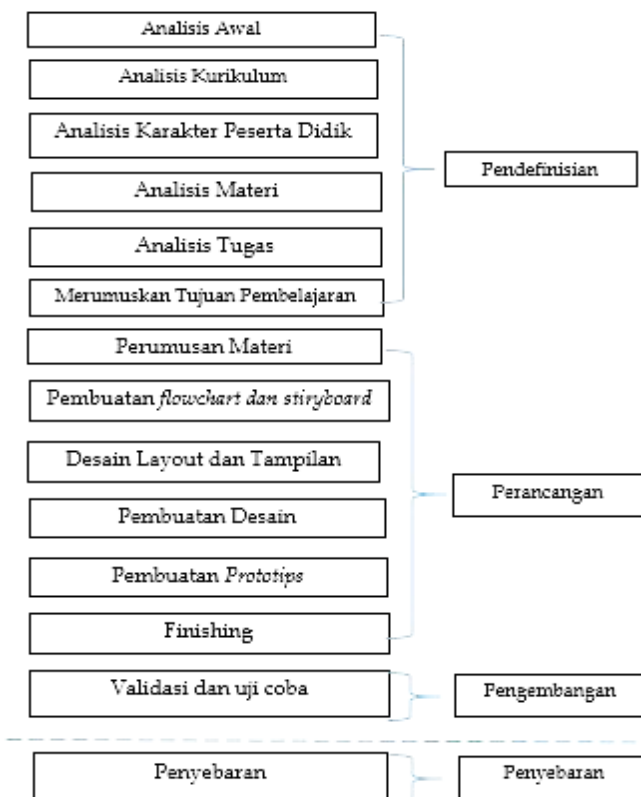 Analisis Awal
Analisis Kurikulum
Analisis Karakter Peserta Didik
Analisis Materi
Analisis Tugas
Merumuskan Tujuan Pembelajaran
Pendefinisian
Perumusan Materi
Pembuatan flowchart dan stiryboard
Desain Layout dan Tampilan
Pembuatan Desain
Pembuatan Prototips
Finishing
Perancangan
Validasi dan uji coba
Pengembangan
Penyebaran
Penyebaran